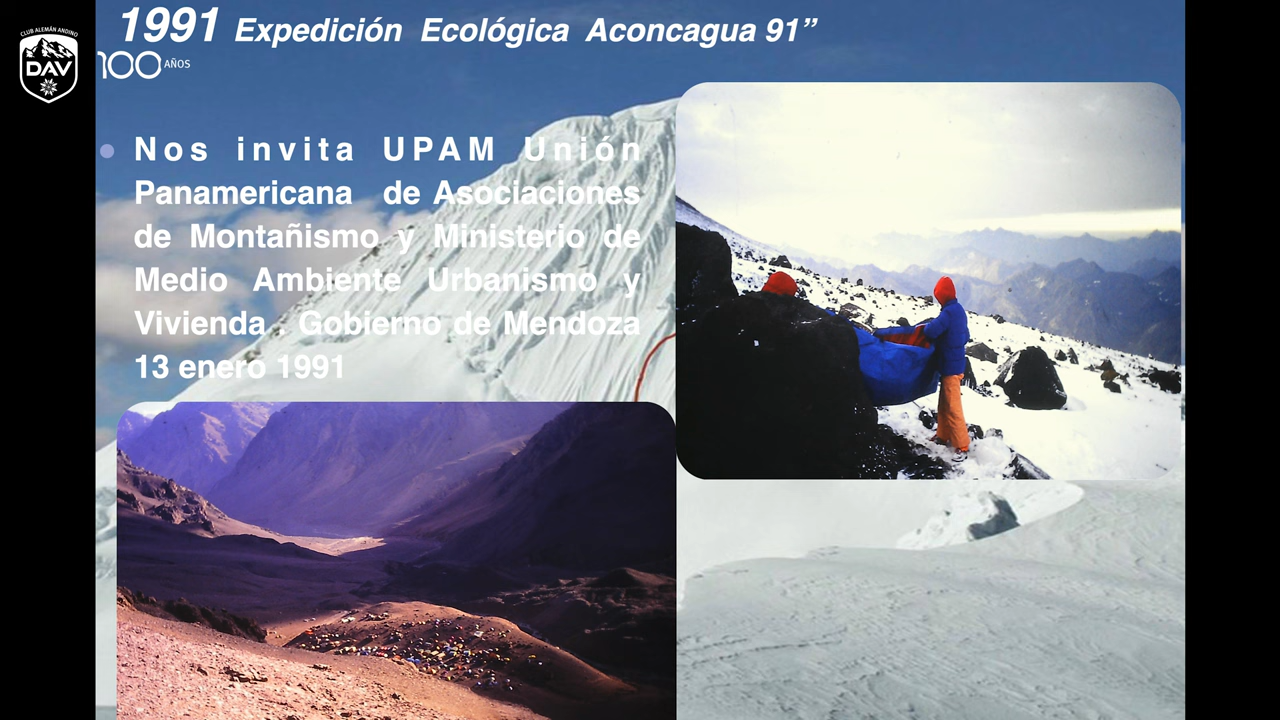 1991 Expedición Ecológica Aconcagua 91”
CLUB ALEMÁN ANDINO
DAV
100 AÑOS
Nos invita UPAM Unión
Panamericana de Asociaciones
de Montañismo y Ministerio de
Medio Ambiente Urbanismo y
Vivienda , Gobierno de Mendoza
13 enero 1991